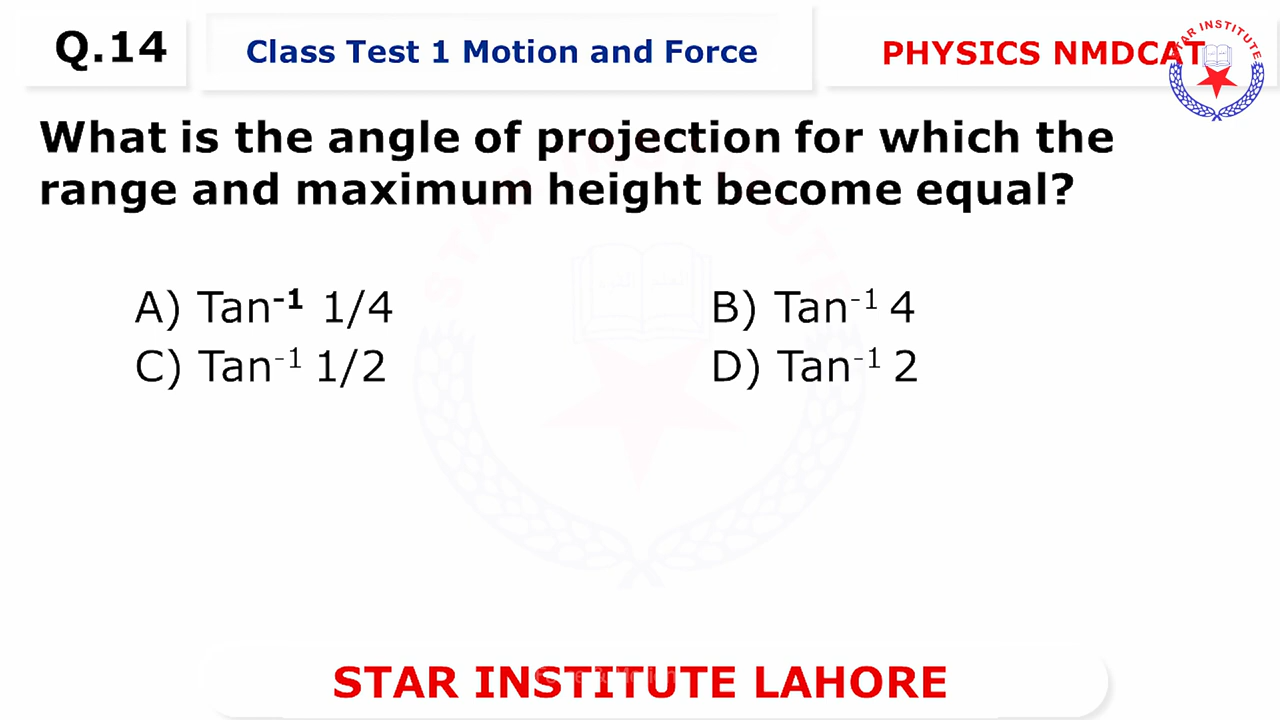 Q.14
Class Test 1 Motion and Force
PHYSICS NMDCAT
STAR INSTITUTE
What is the angle of projection for which the
range and maximum height become equal?
STAR INSTITUTE
A) Tan⁻¹ 1/4
B) Tan⁻¹ 4
C) Tan⁻¹ 1/2
D) Tan⁻¹ 2
STAR INSTITUTE LAHORE